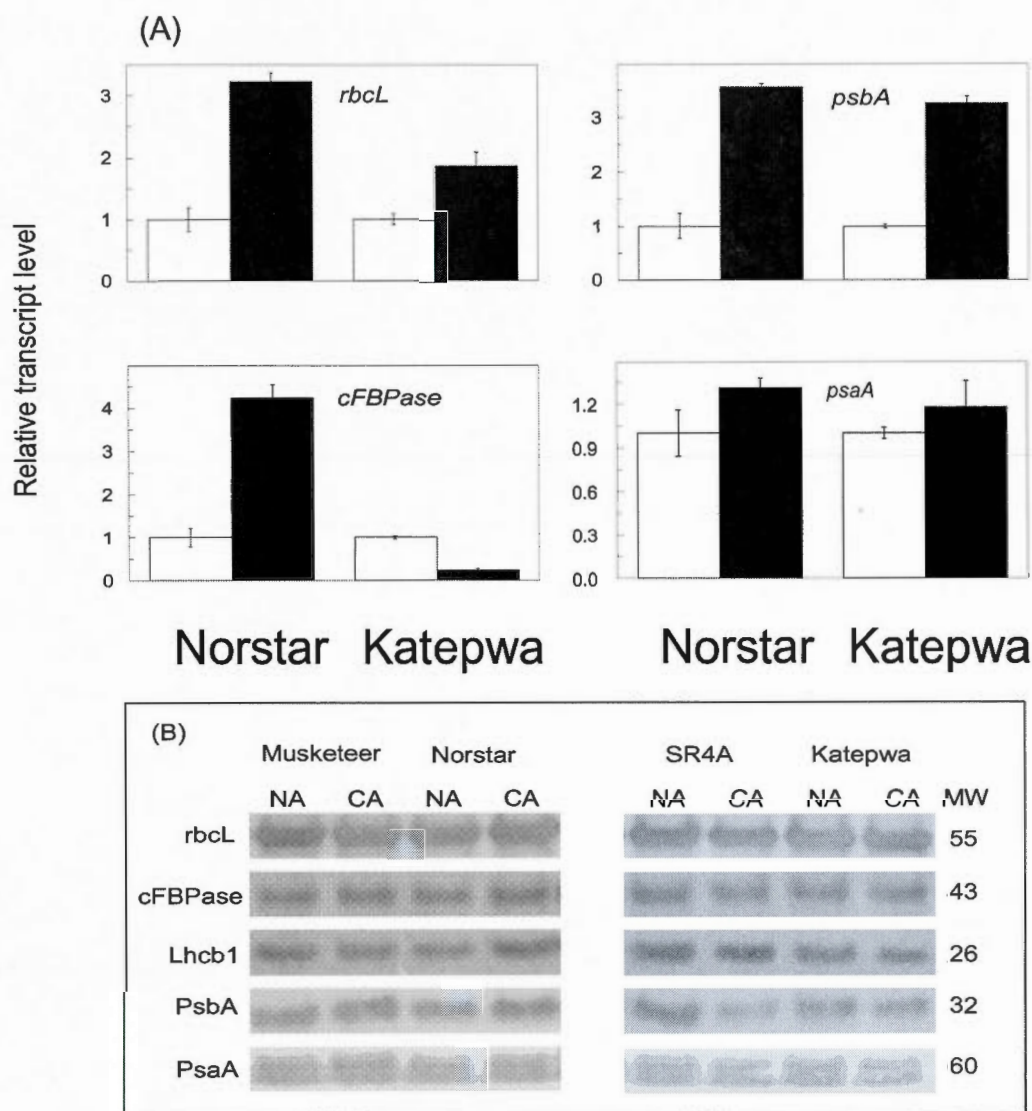 (A)
Relative transcript level
rbcL
3
2
1
0
psbA
3
2
1
0
cFBPase
4
3
2
1
0
psaA
1.2
0.9
0.6
0.3
0.0
Norstar Katepwa
Norstar Katepwa
(B)
Musketeer Norstar SR4A Katepwa
NA CA NA CA NA CA NA CA MW
rbcL 55
cFBPase 43
Lhcb1 26
PsbA 32
PsaA 60